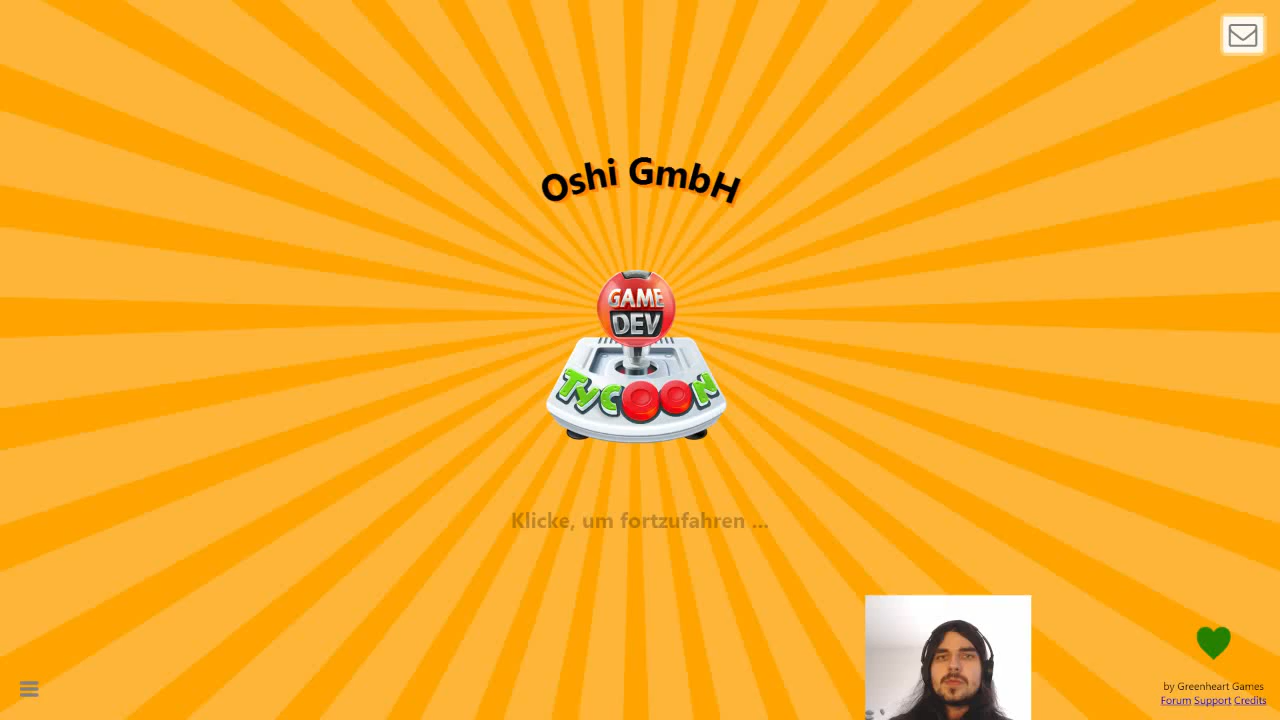 Oshi GmbH
GAME
DEV
TYCOON
Klicke, um fortzufahren ...
by Greenheart Games
Forum Support Credits